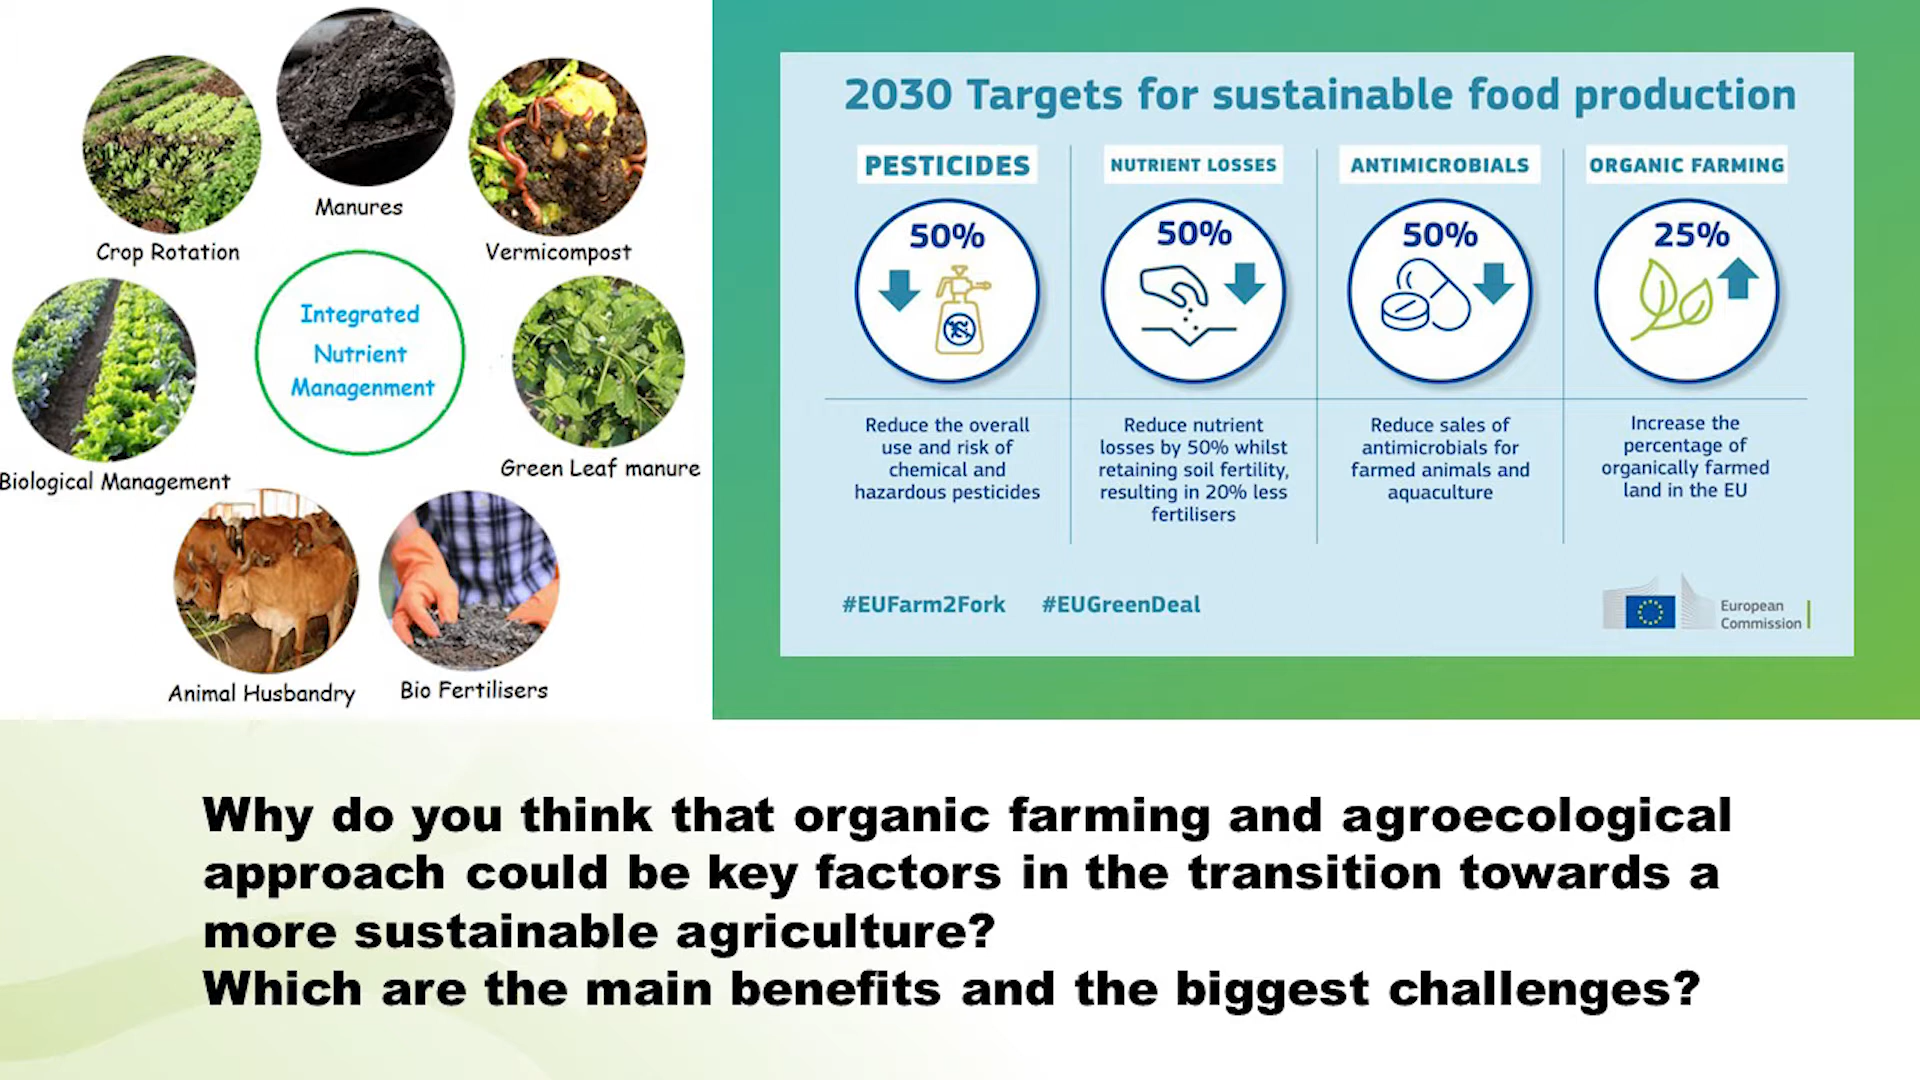 Manures
Crop Rotation
Vermicompost
Integrated
Nutrient
Managenment
Biological Management
Green Leaf manure
Animal Husbandry
Bio Fertilisers
2030 Targets for sustainable food production
PESTICIDES
50%
Reduce the overall
use and risk of
chemical and
hazardous pesticides
NUTRIENT LOSSES
50%
Reduce nutrient
losses by 50% whilst
retaining soil fertility,
resulting in 20% less
fertilisers
ANTIMICROBIALS
50%
Reduce sales of
antimicrobials for
farmed animals and
aquaculture
ORGANIC FARMING
25%
Increase the
percentage of
organically farmed
land in the EU
#EUFarm2Fork #EUGreenDeal
European
Commission
Why do you think that organic farming and agroecological
approach could be key factors in the transition towards a
more sustainable agriculture?
Which are the main benefits and the biggest challenges?